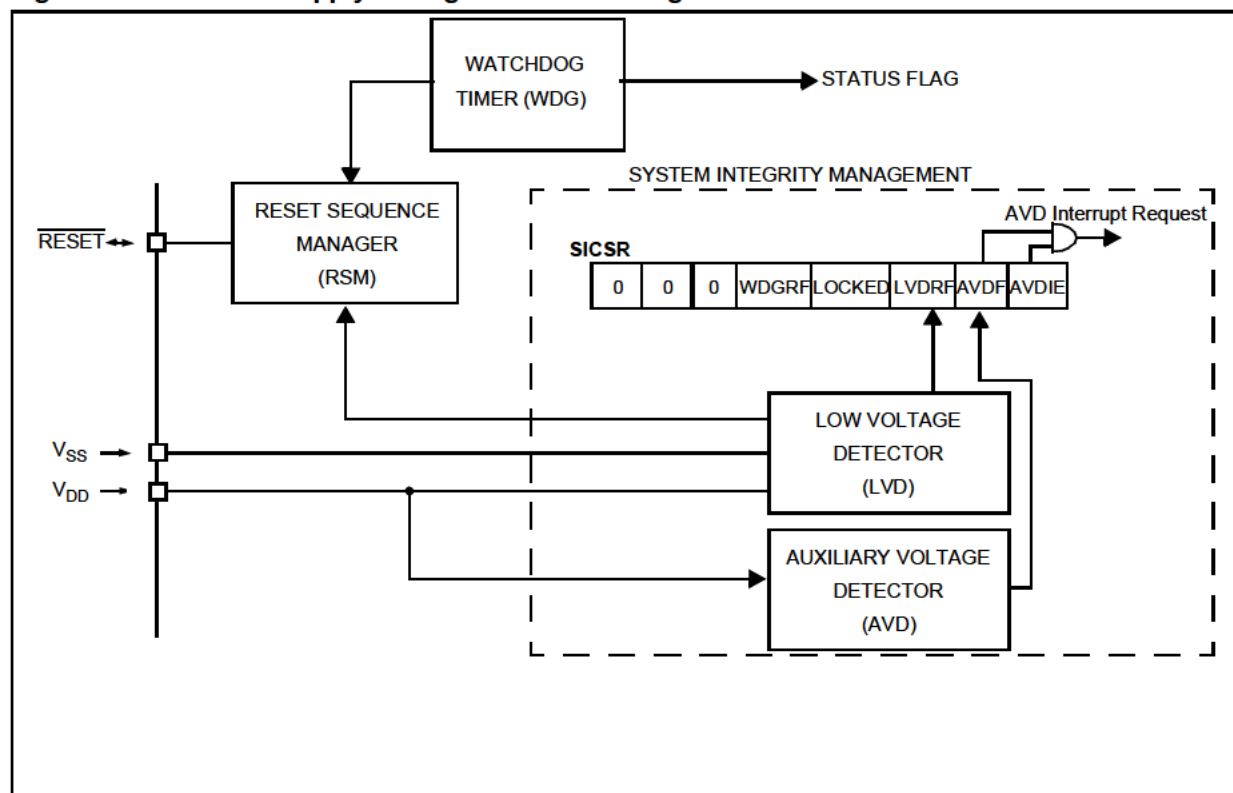 WATCHDOG
TIMER (WDG)
STATUS FLAG
SYSTEM INTEGRITY MANAGEMENT
RESET SEQUENCE
MANAGER
(RSM)
RESET
AVD Interrupt Request
SICSR
0 0 0 WDGRF LOCKED LVDRF AVDF AVDIE
LOW VOLTAGE
DETECTOR
(LVD)
VSS
VDD
AUXILIARY VOLTAGE
DETECTOR
(AVD)